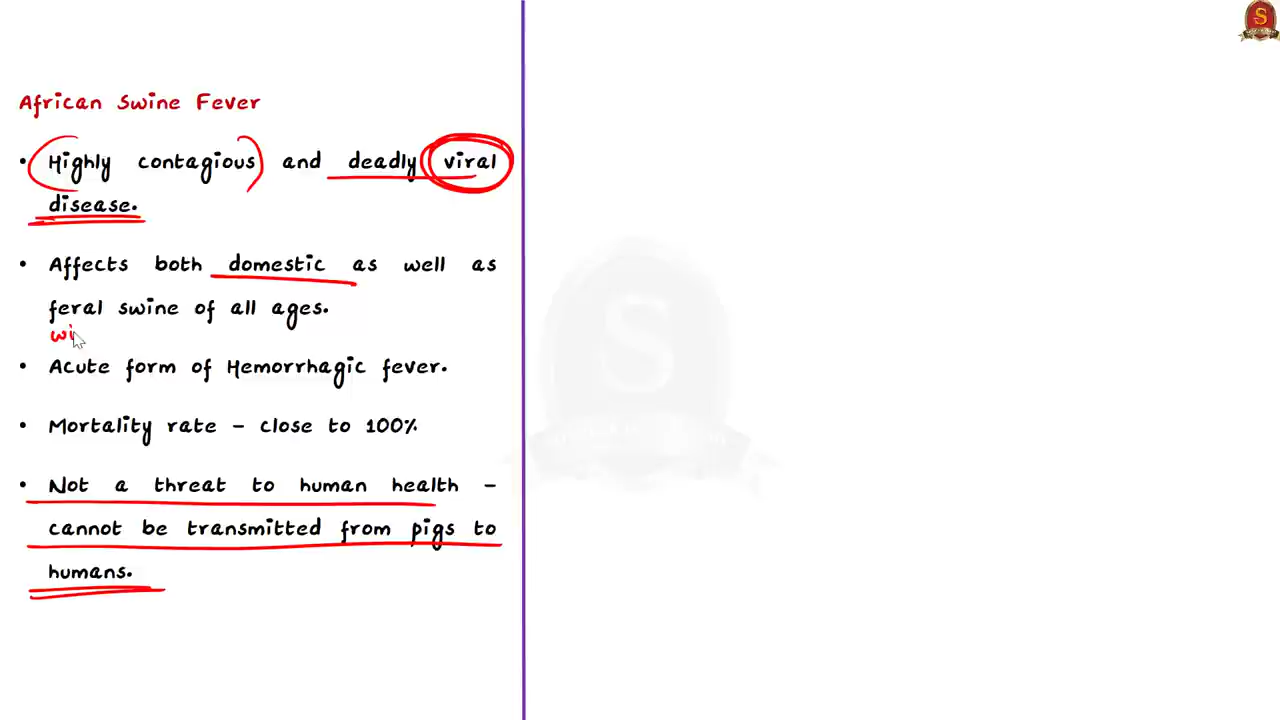 African Swine Fever
• Highly contagious and deadly viral
disease.
• Affects both domestic as well as
feral swine of all ages.
wi
• Acute form of Hemorrhagic fever.
• Mortality rate – close to 100%
• Not a threat to human health –
cannot be transmitted from pigs to
humans.
S
S